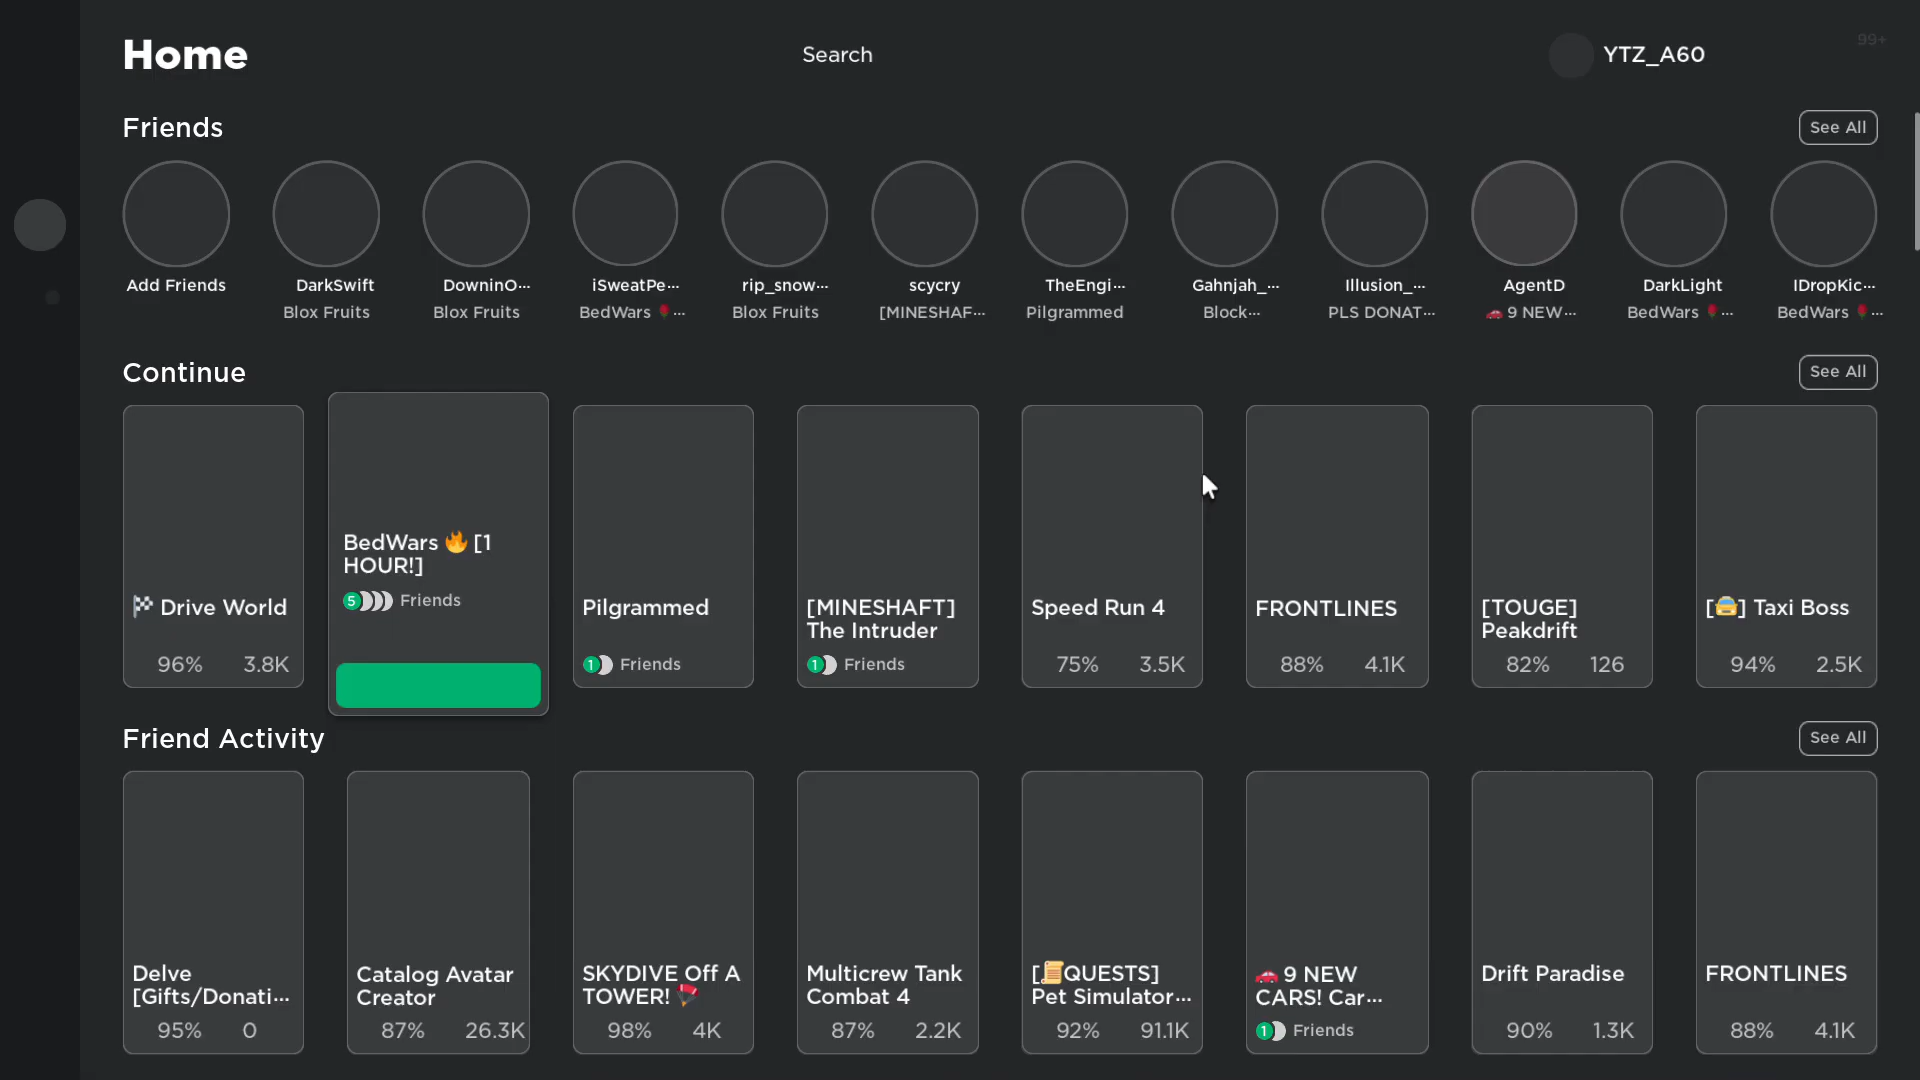 Home
Search
YTZ_A60
99+
Friends
See All
Add Friends
DarkSwift
DowninO···
iSweatPe···
rip_snow···
scycry
TheEngi···
Gahnjah_···
Illusion_···
AgentD
DarkLight
IDropKic···
Blox Fruits
Blox Fruits
BedWars 🌹···
Blox Fruits
[MINESHAF···
Pilgrammed
Block···
PLS DONAT···
🚗 9 NEW···
BedWars 🌹···
BedWars 🌹···
Continue
See All
🏁 Drive World
96% 3.8K
BedWars 🔥 [1
HOUR!]
5 Friends
Pilgrammed
1 Friends
[MINESHAFT]
The Intruder
1 Friends
Speed Run 4
75% 3.5K
FRONTLINES
88% 4.1K
[TOUGE]
Peakdrift
82% 126
[🚖] Taxi Boss
94% 2.5K
Friend Activity
See All
Delve
[Gifts/Donati···
95% 0
Catalog Avatar
Creator
87% 26.3K
SKYDIVE Off A
TOWER! 🪂
98% 4K
Multicrew Tank
Combat 4
87% 2.2K
[📜QUESTS]
Pet Simulator···
92% 91.1K
🚗 9 NEW
CARS! Car···
1 Friends
Drift Paradise
90% 1.3K
FRONTLINES
88% 4.1K